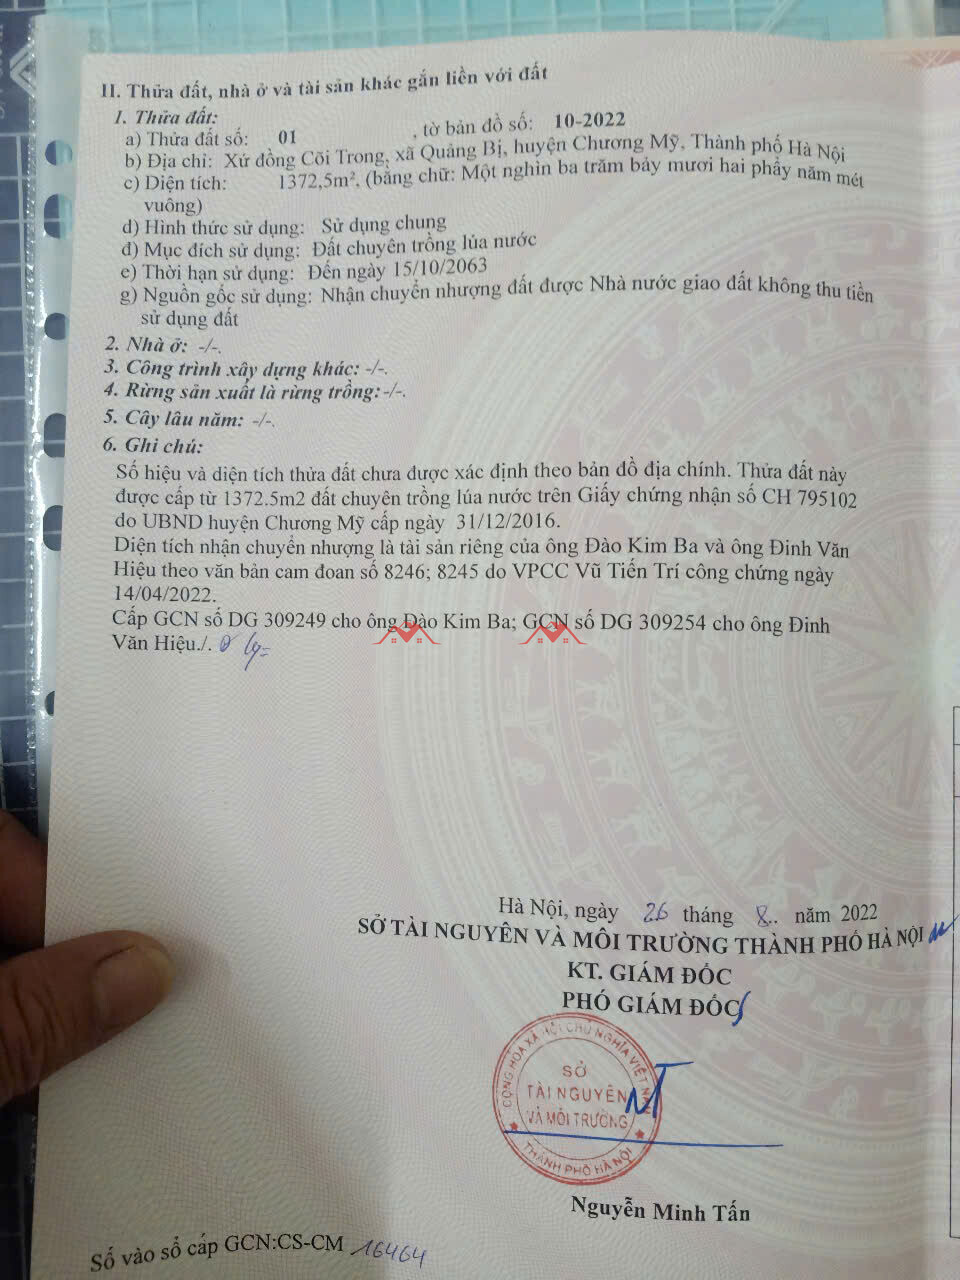 II. Thửa đất, nhà ở và tài sản khác gắn liền với đất
1. Thửa đất:
a) Thửa đất số: 01 , tờ bản đồ số: 10-2022
b) Địa chỉ: Xứ đồng Cõi Trong, xã Quảng Bị, huyện Chương Mỹ, Thành phố Hà Nội
c) Diện tích: 1372,5m², (bằng chữ: Một nghìn ba trăm bảy mươi hai phẩy năm mét
vuông)
d) Hình thức sử dụng: Sử dụng chung
đ) Mục đích sử dụng: Đất chuyên trồng lúa nước
e) Thời hạn sử dụng: Đến ngày 15/10/2063
g) Nguồn gốc sử dụng: Nhận chuyển nhượng đất được Nhà nước giao đất không thu tiền
sử dụng đất
2. Nhà ở: -/-.
3. Công trình xây dựng khác: -/-.
4. Rừng sản xuất là rừng trồng: -/-.
5. Cây lâu năm: -/-.
6. Ghi chú:
Số hiệu và diện tích thửa đất chưa được xác định theo bản đồ địa chính. Thửa đất này
được cấp từ 1372.5m2 đất chuyên trồng lúa nước trên Giấy chứng nhận số CH 795102
do UBND huyện Chương Mỹ cấp ngày 31/12/2016.
Diện tích nhận chuyển nhượng là tài sản riêng của ông Đào Kim Ba và ông Đinh Văn
Hiệu theo văn bản cam đoan số 8246; 8245 do VPCC Vũ Tiến Trí công chứng ngày
14/04/2022.
Cấp GCN số DG 309249 cho ông Đào Kim Ba; GCN số DG 309254 cho ông Đinh
Văn Hiệu./.
Hà Nội, ngày 26 tháng 8.. năm 2022
SỞ TÀI NGUYÊN VÀ MÔI TRƯỜNG THÀNH PHỐ HÀ NỘI
KT. GIÁM ĐỐC
PHÓ GIÁM ĐỐC
CỘNG HÒA XÃ HỘI CHỦ NGHĨA VIỆT NAM
SỞ
TÀI NGUYÊN
VÀ MÔI TRƯỜNG
THÀNH PHỐ HÀ NỘI
Nguyễn Minh Tấn
Số vào sổ cấp GCN:CS-CM 16464